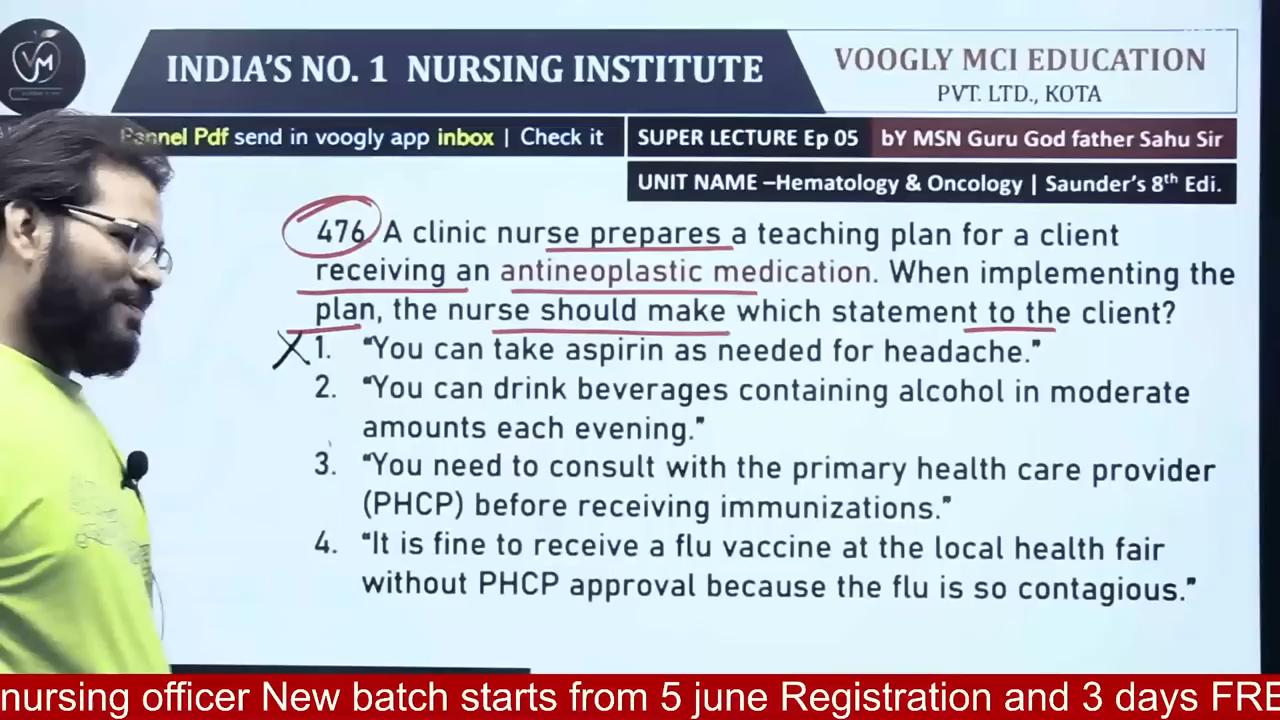 VM
INDIA'S NO. 1 NURSING INSTITUTE
VOOGLY MCI EDUCATION
PVT. LTD., KOTA
Pdf send in voogly app inbox | Check it
SUPER LECTURE Ep 05
bY MSN Guru God father Sahu Sir
UNIT NAME –Hematology & Oncology | Saunder's 8th Edi.
476 A clinic nurse prepares a teaching plan for a client
receiving an antineoplastic medication. When implementing the
plan, the nurse should make which statement to the client?
1. "You can take aspirin as needed for headache."
2. "You can drink beverages containing alcohol in moderate
amounts each evening."
3. "You need to consult with the primary health care provider
(PHCP) before receiving immunizations."
4. "It is fine to receive a flu vaccine at the local health fair
without PHCP approval because the flu is so contagious."
nursing officer New batch starts from 5 june Registration and 3 days FRE